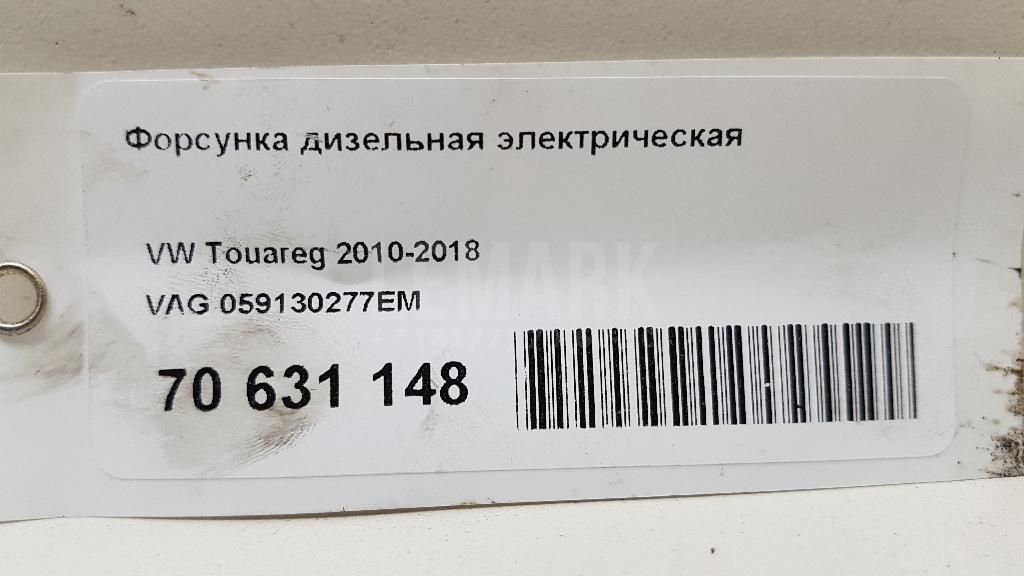 Форсунка дизельная электрическая
VW Touareg 2010-2018
VAG 059130277EM
70 631 148